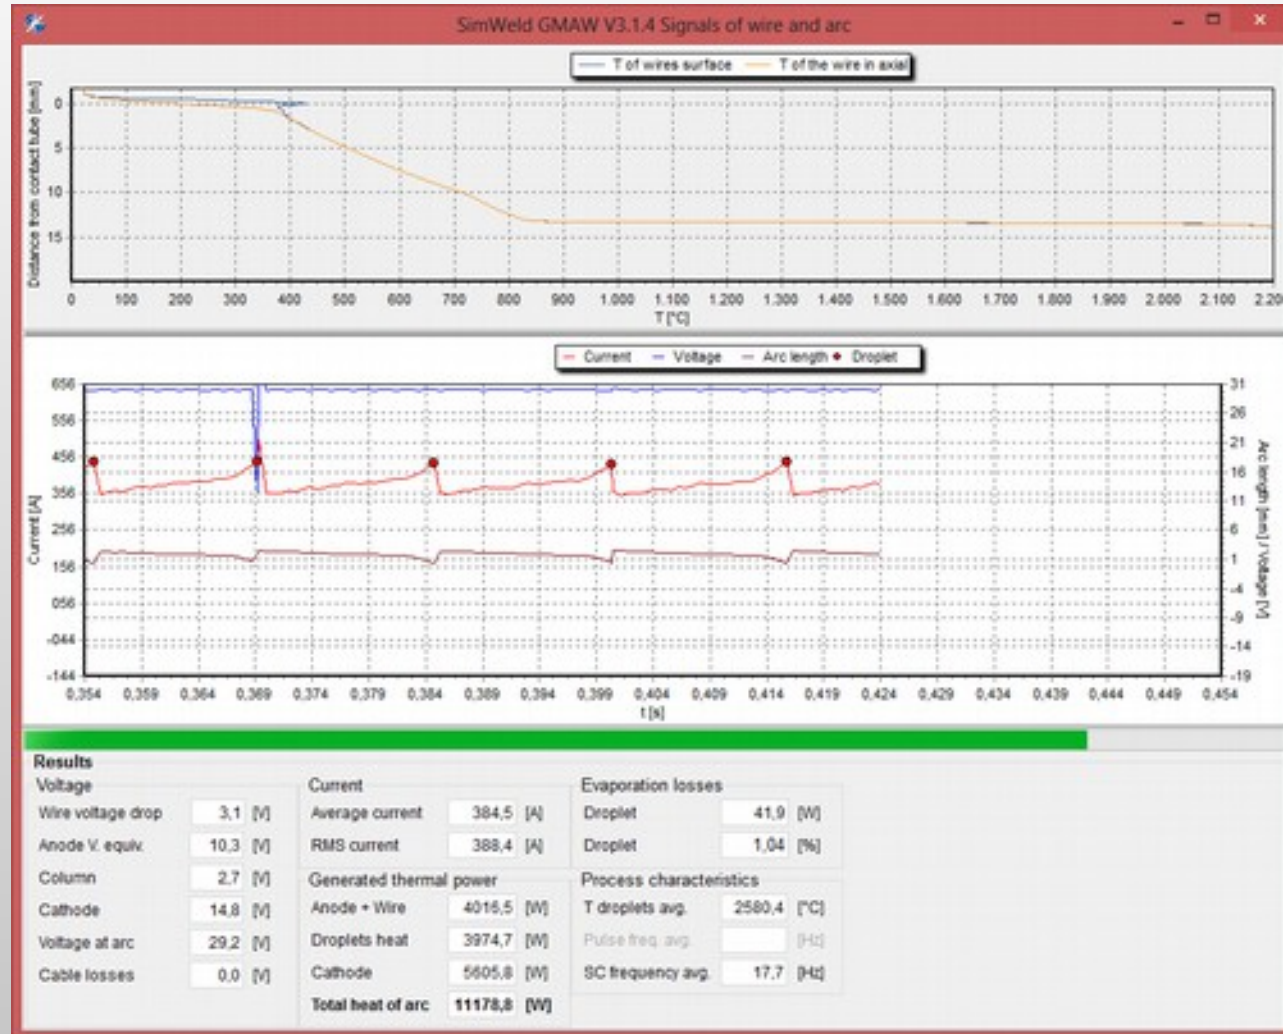 SimWeld GMAW V3.1.4 Signals of wire and arc
T of wires surface T of the wire in axial
Distance from contact tube [mm]
0
5
10
15
0 100 200 300 400 500 600 700 800 900 1.000 1.100 1.200 1.300 1.400 1.500 1.600 1.700 1.800 1.900 2.000 2.100 2.200
T [°C]
Current Voltage Arc length Droplet
Current [A]
656
556
456
356
256
156
056
-044
-144
31
26
21
16
11
6
1
-4
-9
-14
-19
Arc length [mm] / Voltage [V]
0,354 0,359 0,364 0,369 0,374 0,379 0,384 0,389 0,394 0,399 0,404 0,409 0,414 0,419 0,424 0,429 0,434 0,439 0,444 0,449 0,454
t [s]
Results
Voltage
Wire voltage drop 3,1 [V]
Anode V. equiv. 10,3 [V]
Column 2,7 [V]
Cathode 14,8 [V]
Voltage at arc 29,2 [V]
Cable losses 0,0 [V]
Current
Average current 384,5 [A]
RMS current 388,4 [A]
Generated thermal power
Anode + Wire 4016,5 [W]
Droplets heat 3974,7 [W]
Cathode 5605,8 [W]
Total heat of arc 11178,8 [W]
Evaporation losses
Droplet 41,9 [W]
Droplet 1,04 [%]
Process characteristics
T droplets avg. 2580,4 [°C]
Pulse freq. avg. [Hz]
SC frequency avg. 17,7 [Hz]